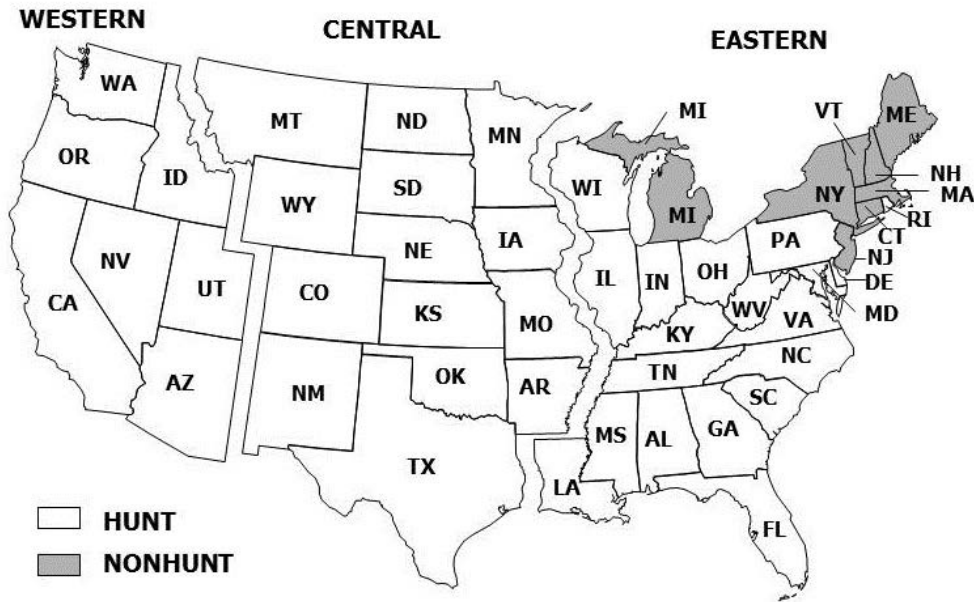 WESTERN
CENTRAL
EASTERN
WA
MT
ND
MN
MI
VT
ME
OR
ID
SD
WI
NH
MA
WY
MI
NY
RI
NE
IA
PA
CT
NV
NJ
CA
UT
CO
IL
IN
OH
DE
KS
MO
WV
VA
MD
KY
AZ
NM
OK
AR
TN
NC
SC
TX
MS
AL
GA
LA
HUNT
FL
NONHUNT